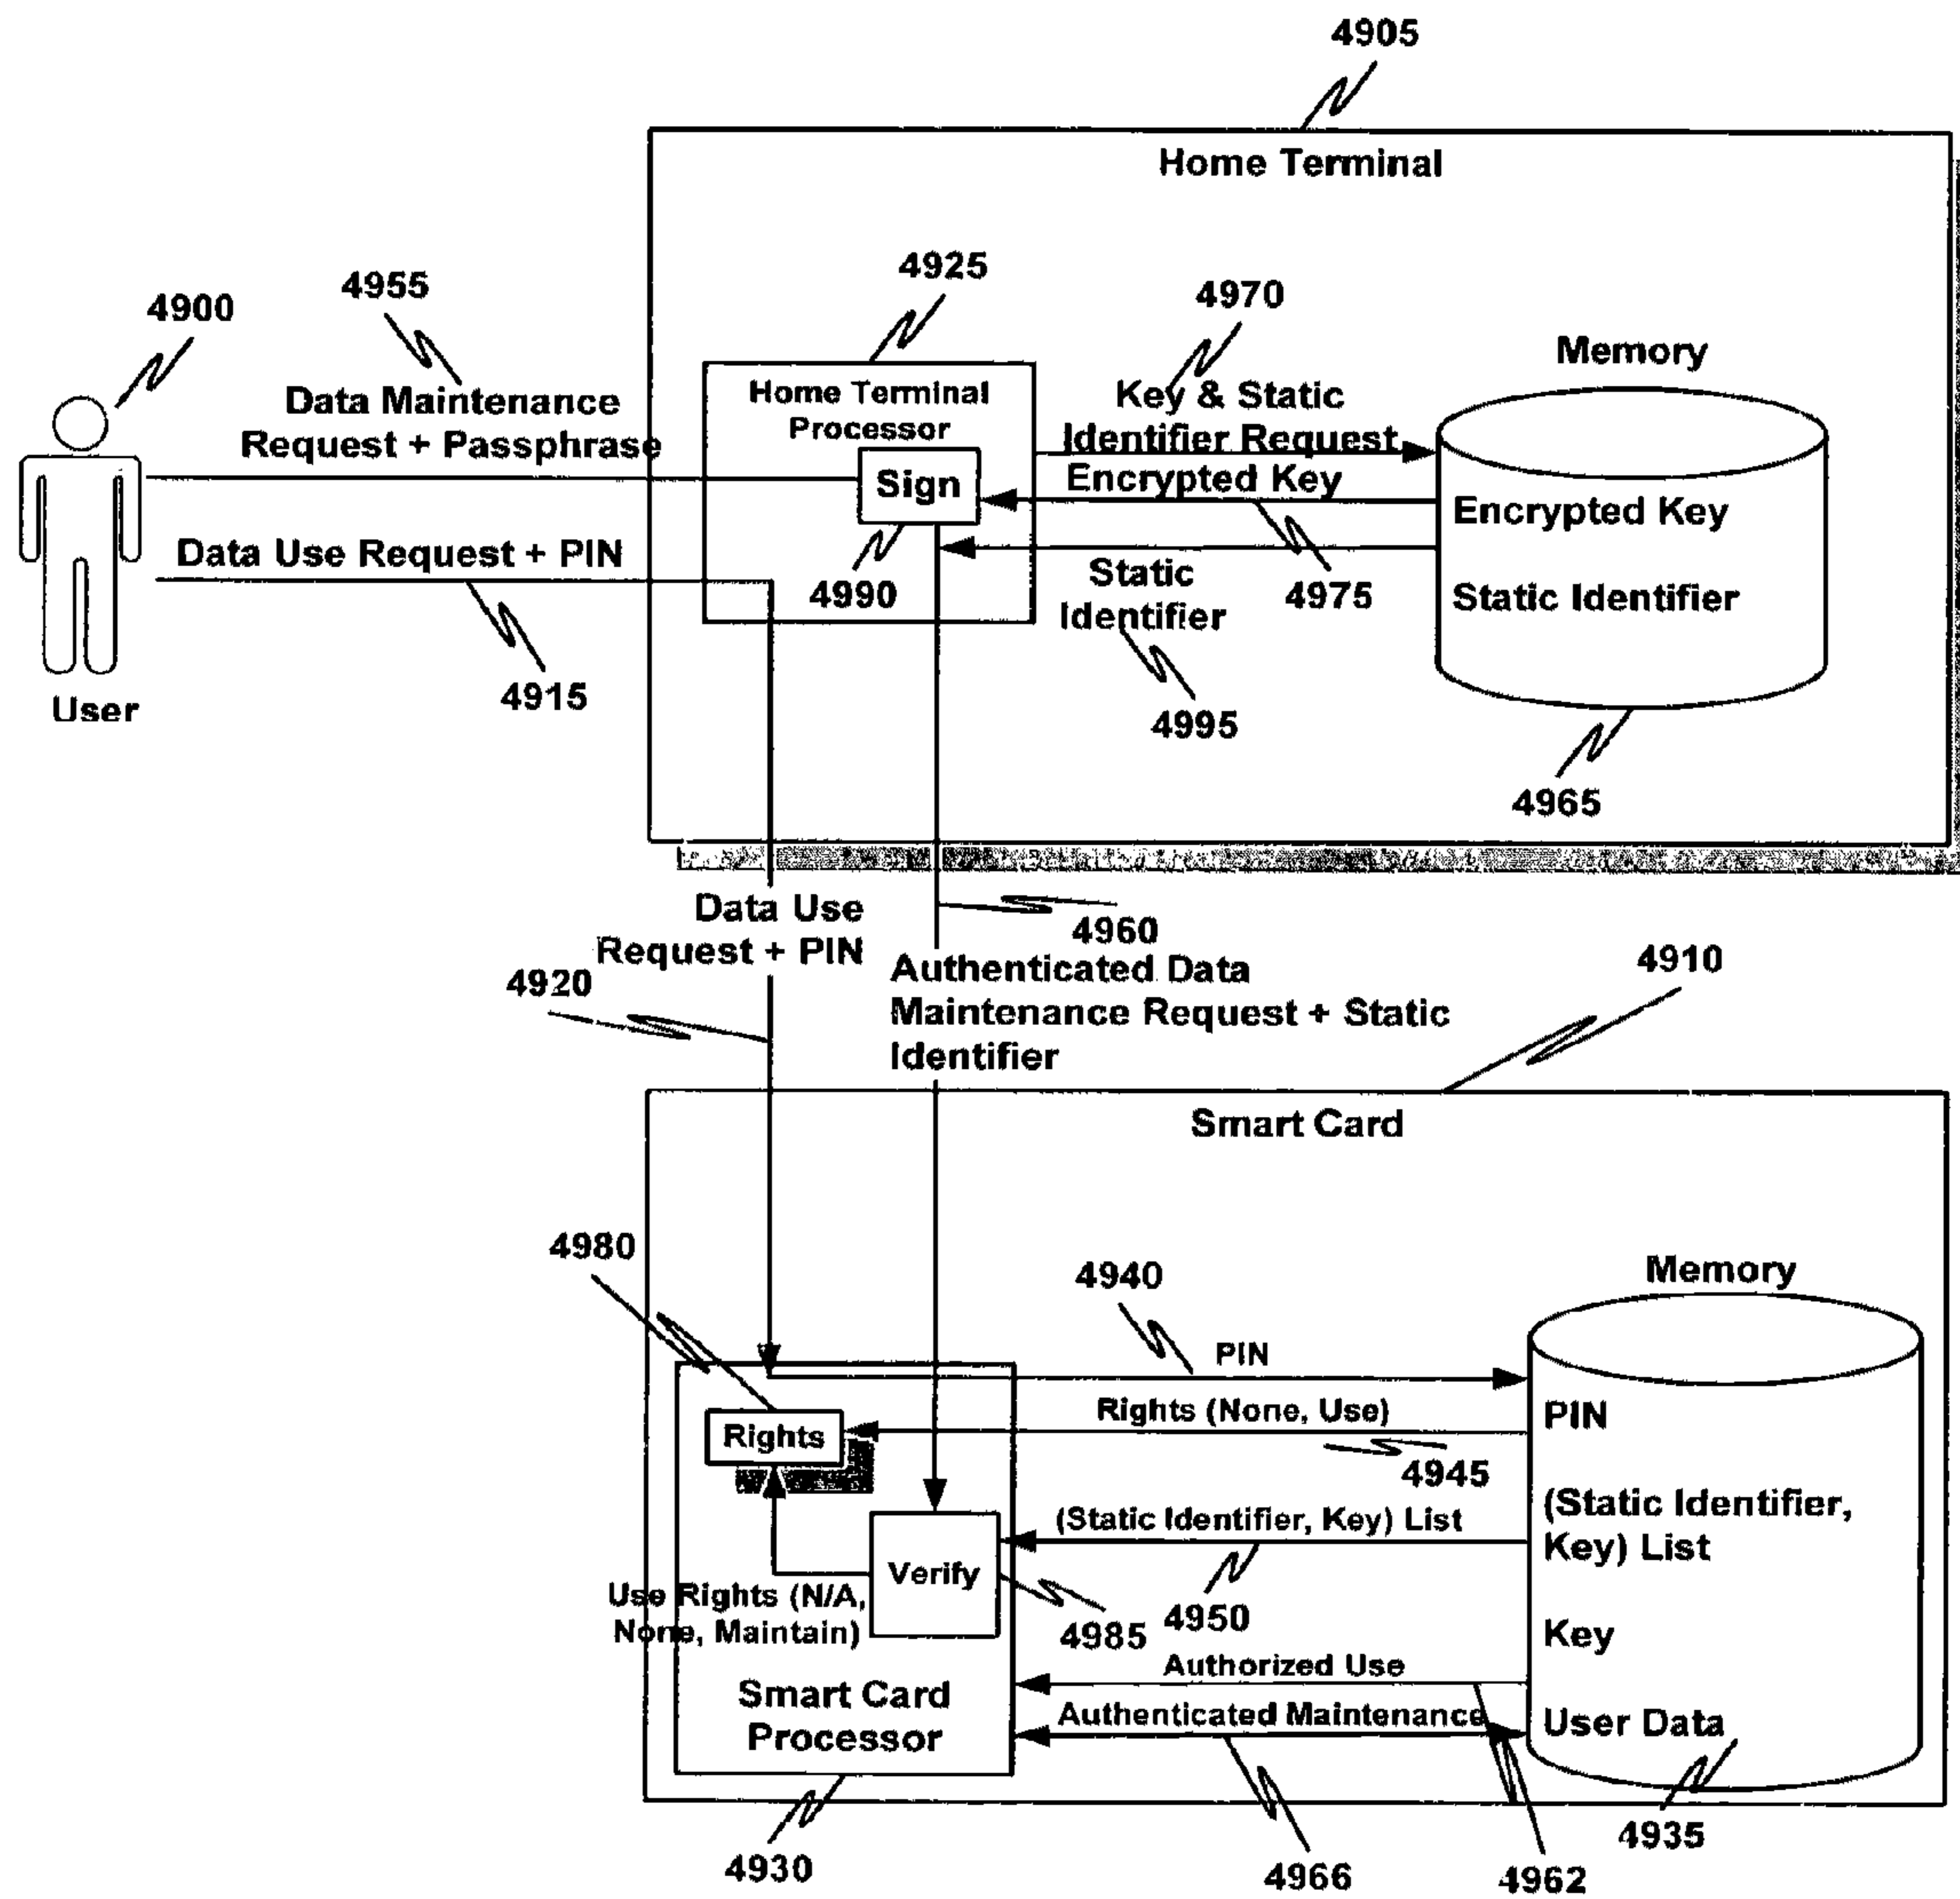 4905
Home Terminal
4925
4955
4970
4900
Memory
Home Terminal
Processor
Key & Static
Identifier Request
Data Maintenance
Request + Passphrase
Sign
Encrypted Key
Encrypted Key
Data Use Request + PIN
4990
Static
Identifier
4975
Static Identifier
4915
User
4995
4965
Data Use
Request + PIN
4960
4920
Authenticated Data
Maintenance Request + Static
Identifier
4910
Smart Card
4980
4940
Memory
PIN
Rights (None, Use)
PIN
Rights
4945
(Static Identifier, Key) List
(Static Identifier,
Key) List
Verify
Use Rights (N/A,
None, Maintain)
4985
4950
Key
Authorized Use
Smart Card
Processor
Authenticated Maintenance
User Data
4935
4930
4966
4962